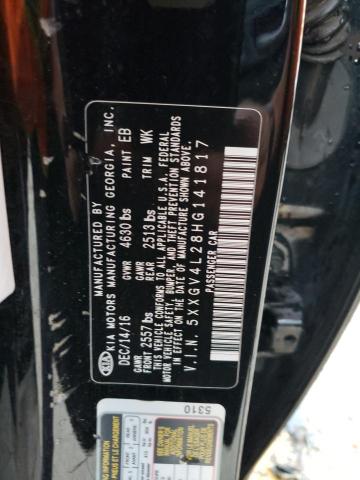 KIA
MANUFACTURED BY
KIA MOTORS MANUFACTURING GEORGIA, INC.
DEC/14/16 GVWR 4630 lbs PAINT EB
GAWR FRONT 2557 lbs GAWR REAR 2513 lbs TRIM WK
THIS VEHICLE CONFORMS TO ALL APPLICABLE U.S.A. FEDERAL
MOTOR VEHICLE SAFETY, BUMPER, AND THEFT PREVENTION STANDARDS
IN EFFECT ON THE DATE OF MANUFACTURE SHOWN ABOVE.
V.I.N. 5XXGV4L28HG141817
PASSENGER CAR
5310